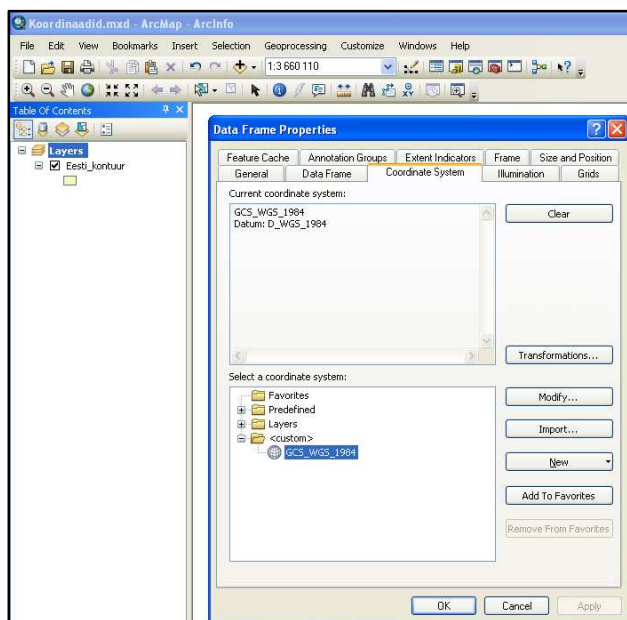 Koordinaadid.mxd - ArcMap - ArcInfo
File Edit View Bookmarks Insert Selection Geoprocessing Customize Windows Help
1:3 660 110
Table Of Contents
Layers
Eesti_kontuur
Data Frame Properties
Feature Cache Annotation Groups Extent Indicators Frame Size and Position
General Data Frame Coordinate System Illumination Grids
Current coordinate system:
GCS_WGS_1984
Datum: D_WGS_1984
Clear
Transformations...
Select a coordinate system:
Favorites
Predefined
Layers
<custom>
GCS_WGS_1984
Modify...
Import...
New
Add To Favorites
Remove From Favorites
OK Cancel Apply